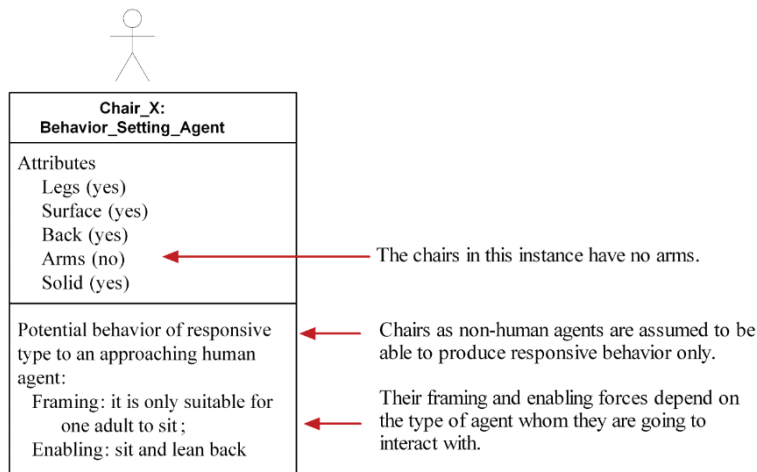 Chair_X:
Behavior_Setting_Agent
Attributes
Legs (yes)
Surface (yes)
Back (yes)
Arms (no)
Solid (yes)
The chairs in this instance have no arms.
Potential behavior of responsive
type to an approaching human
agent:
Framing: it is only suitable for
one adult to sit;
Enabling: sit and lean back
Chairs as non-human agents are assumed to be
able to produce responsive behavior only.
Their framing and enabling forces depend on
the type of agent whom they are going to
interact with.